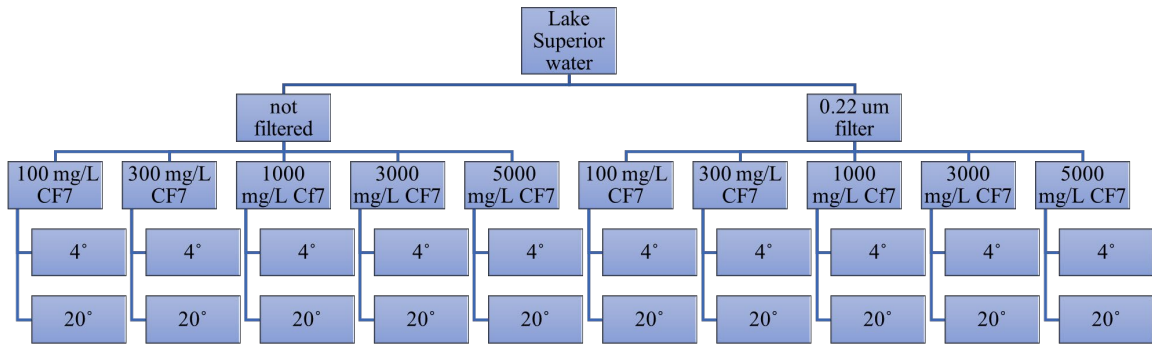 Lake
Superior
water
not
filtered
0.22 um
filter
100 mg/L
CF7
300 mg/L
CF7
1000
mg/L Cf7
3000
mg/L CF7
5000
mg/L CF7
100 mg/L
CF7
300 mg/L
CF7
1000
mg/L Cf7
3000
mg/L CF7
5000
mg/L CF7
4˚
4˚
4˚
4˚
4˚
4˚
4˚
4˚
4˚
4˚
20˚
20˚
20˚
20˚
20˚
20˚
20˚
20˚
20˚
20˚